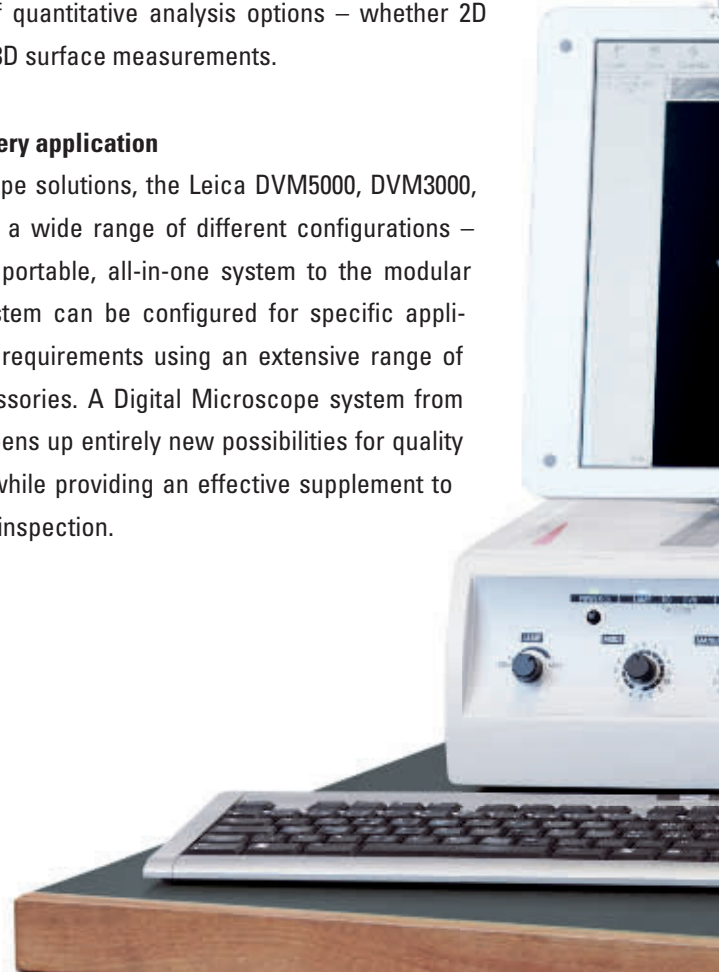 f quantitative analysis options – whether 2D
3D surface measurements.
ery application
pe solutions, the Leica DVM5000, DVM3000,
a wide range of different configurations –
portable, all-in-one system to the modular
stem can be configured for specific appli-
requirements using an extensive range of
ssories. A Digital Microscope system from
ens up entirely new possibilities for quality
while providing an effective supplement to
inspection.